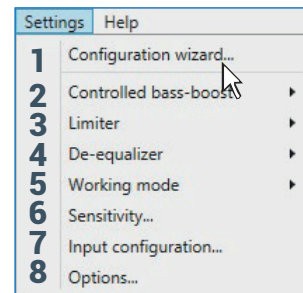 Settings Help
1 Configuration wizard...
2 Controlled bass-boost
3 Limiter
4 De-equalizer
5 Working mode
6 Sensitivity...
7 Input configuration...
8 Options...